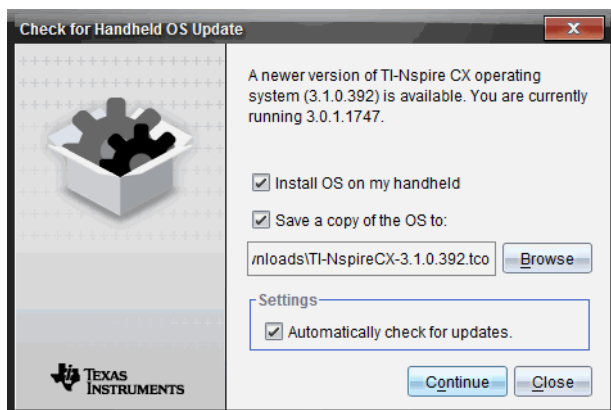 Check for Handheld OS Update
A newer version of TI-Nspire CX operating
system (3.1.0.392) is available. You are currently
running 3.0.1.1747.
Install OS on my handheld
Save a copy of the OS to:
nloads\TI-NspireCX-3.1.0.392.tco
Browse
Settings
Automatically check for updates.
TEXAS
INSTRUMENTS
Continue
Close